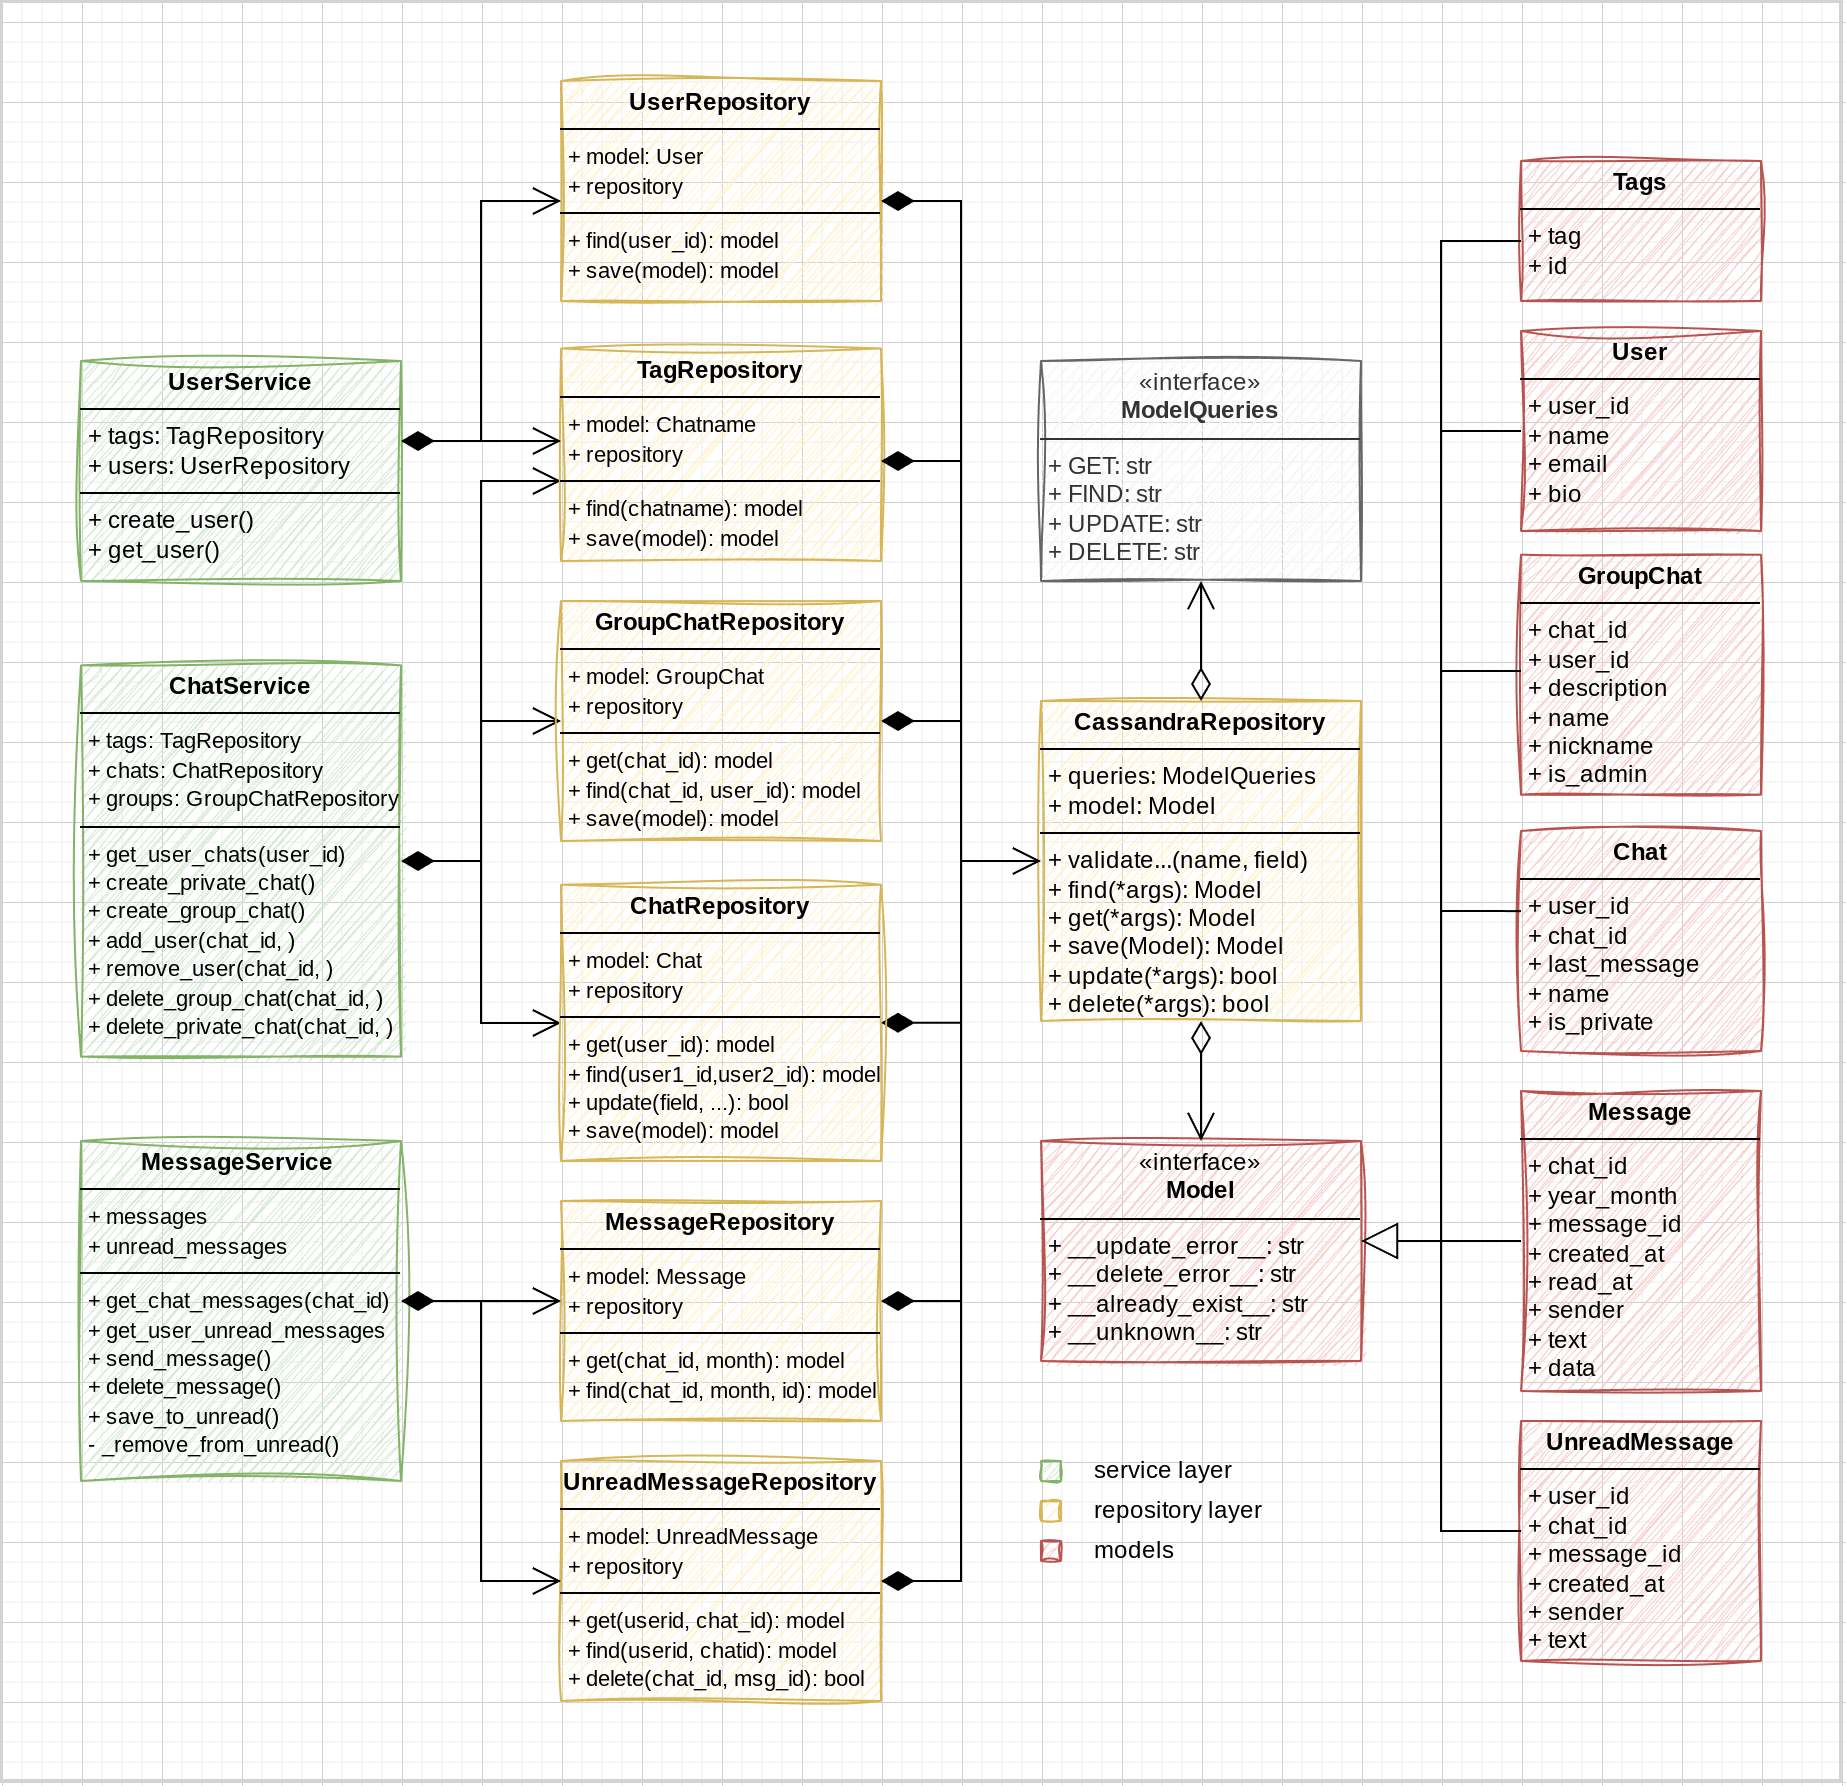 UserRepository
+ model: User
+ repository
+ find(user_id): model
+ save(model): model
UserService
+ tags: TagRepository
+ users: UserRepository
+ create_user()
+ get_user()
TagRepository
+ model: Chatname
+ repository
+ find(chatname): model
+ save(model): model
ChatService
+ tags: TagRepository
+ chats: ChatRepository
+ groups: GroupChatRepository
+ get_user_chats(user_id)
+ create_private_chat()
+ create_group_chat()
+ add_user(chat_id, )
+ remove_user(chat_id, )
+ delete_group_chat(chat_id, )
+ delete_private_chat(chat_id, )
GroupChatRepository
+ model: GroupChat
+ repository
+ get(chat_id): model
+ find(chat_id, user_id): model
+ save(model): model
ChatRepository
+ model: Chat
+ repository
+ get(user_id): model
+ find(user1_id,user2_id): model
+ update(field, ...): bool
+ save(model): model
MessageService
+ messages
+ unread_messages
+ get_chat_messages(chat_id)
+ get_user_unread_messages
+ send_message()
+ delete_message()
+ save_to_unread()
- _remove_from_unread()
MessageRepository
+ model: Message
+ repository
+ get(chat_id, month): model
+ find(chat_id, month, id): model
UnreadMessageRepository
+ model: UnreadMessage
+ repository
+ get(userid, chat_id): model
+ find(userid, chatid): model
+ delete(chat_id, msg_id): bool
«interface»
ModelQueries
+ GET: str
+ FIND: str
+ UPDATE: str
+ DELETE: str
CassandraRepository
+ queries: ModelQueries
+ model: Model
+ validate...(name, field)
+ find(*args): Model
+ get(*args): Model
+ save(Model): Model
+ update(*args): bool
+ delete(*args): bool
«interface»
Model
+ __update_error__: str
+ __delete_error__: str
+ __already_exist__: str
+ __unknown__: str
service layer
repository layer
models
Tags
+ tag
+ id
User
+ user_id
+ name
+ email
+ bio
GroupChat
+ chat_id
+ user_id
+ description
+ name
+ nickname
+ is_admin
Chat
+ user_id
+ chat_id
+ last_message
+ name
+ is_private
Message
+ chat_id
+ year_month
+ message_id
+ created_at
+ read_at
+ sender
+ text
+ data
UnreadMessage
+ user_id
+ chat_id
+ message_id
+ created_at
+ sender
+ text